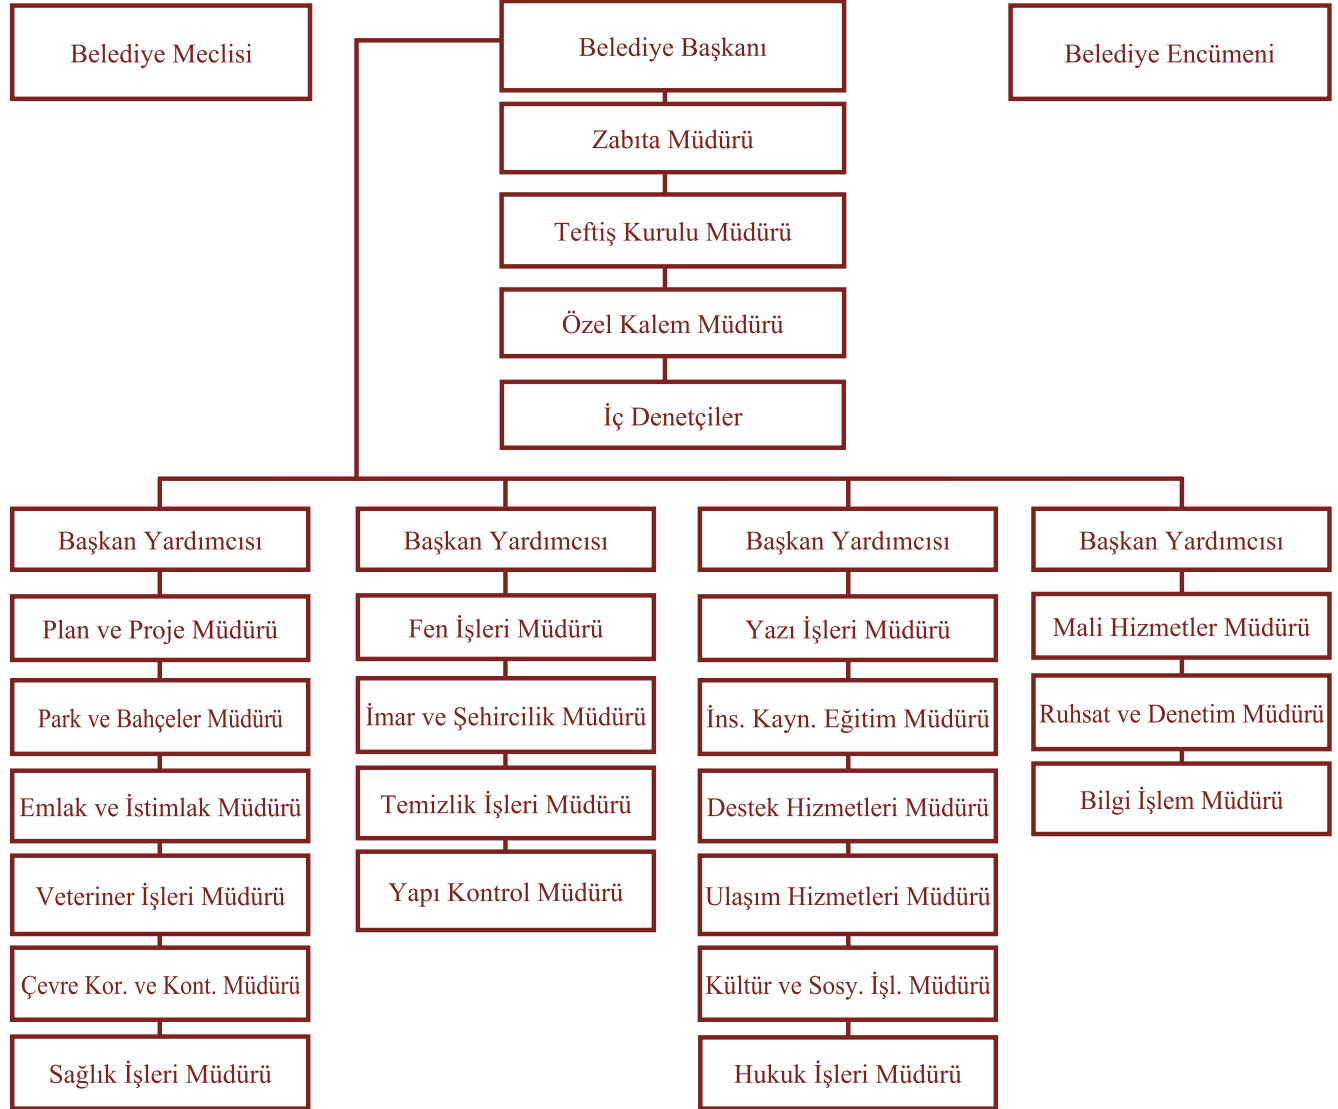 Belediye Meclisi
Belediye Başkanı
Belediye Encümeni
Zabıta Müdürü
Teftiş Kurulu Müdürü
Özel Kalem Müdürü
İç Denetçiler
Başkan Yardımcısı
Plan ve Proje Müdürü
Park ve Bahçeler Müdürü
Emlak ve İstimlak Müdürü
Veteriner İşleri Müdürü
Çevre Kor. ve Kont. Müdürü
Sağlık İşleri Müdürü
Başkan Yardımcısı
Fen İşleri Müdürü
İmar ve Şehircilik Müdürü
Temizlik İşleri Müdürü
Yapı Kontrol Müdürü
Başkan Yardımcısı
Yazı İşleri Müdürü
İns. Kayn. Eğitim Müdürü
Destek Hizmetleri Müdürü
Ulaşım Hizmetleri Müdürü
Kültür ve Sosy. İşl. Müdürü
Hukuk İşleri Müdürü
Başkan Yardımcısı
Mali Hizmetler Müdürü
Ruhsat ve Denetim Müdürü
Bilgi İşlem Müdürü